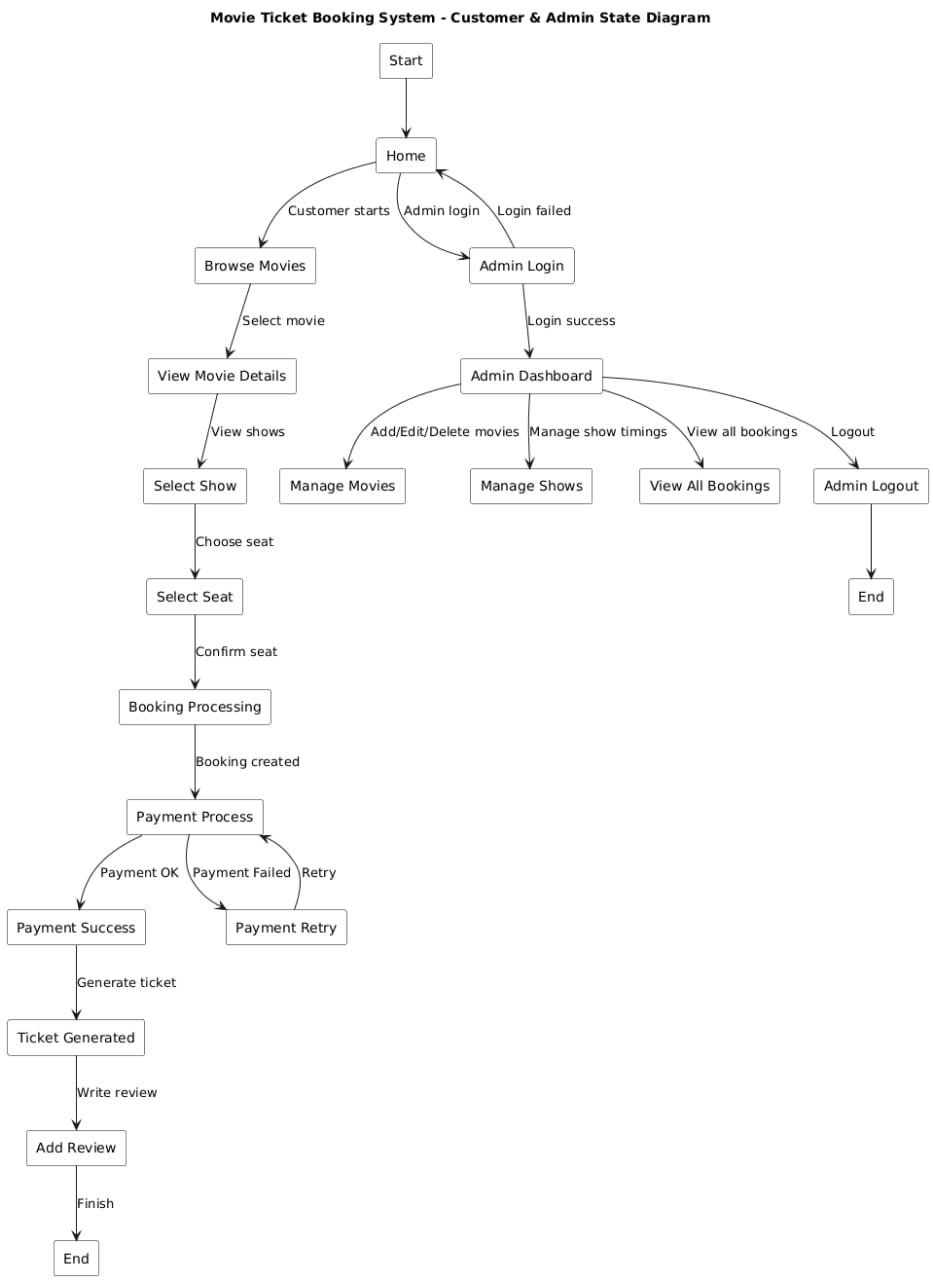 Movie Ticket Booking System - Customer & Admin State Diagram
Start
Home
Customer starts
Admin login
Login failed
Browse Movies
Admin Login
Select movie
Login success
View Movie Details
Admin Dashboard
View shows
Add/Edit/Delete movies
Manage show timings
View all bookings
Logout
Select Show
Manage Movies
Manage Shows
View All Bookings
Admin Logout
Choose seat
Select Seat
End
Confirm seat
Booking Processing
Booking created
Payment Process
Payment OK
Payment Failed
Retry
Payment Success
Payment Retry
Generate ticket
Ticket Generated
Write review
Add Review
Finish
End